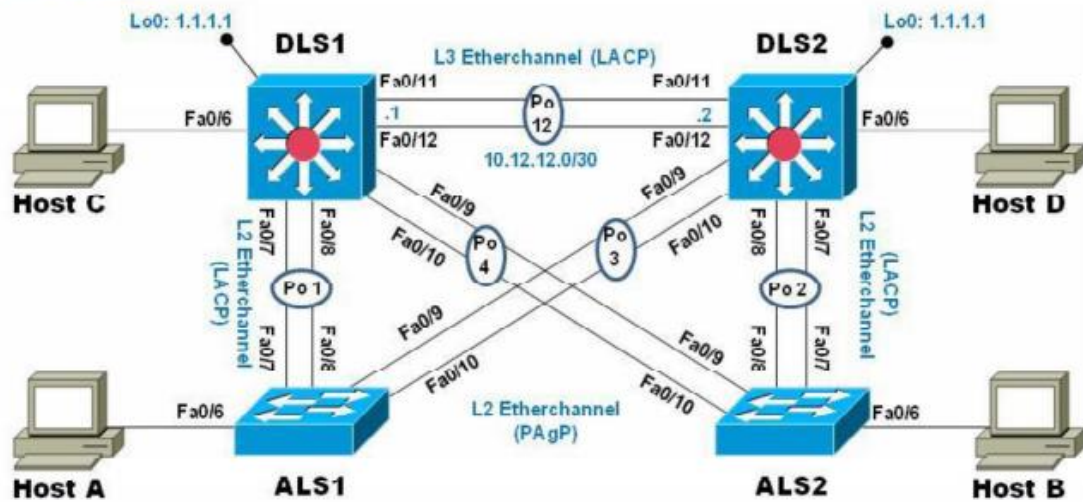 Lo0: 1.1.1.1
Lo0: 1.1.1.1
DLS1
DLS2
L3 Etherchannel (LACP)
Fa0/11
Fa0/11
Po
12
Fa0/6
.1
.2
Fa0/6
Fa0/12
Fa0/12
10.12.12.0/30
Host C
Host D
Fa0/9
Fa0/9
Fa0/10
Fa0/10
Po
4
Po
3
Fa0/7
Fa0/8
Fa0/8
Fa0/7
L2 Etherchannel
(LACP)
L2 Etherchannel
(LACP)
Po 1
Po 2
Fa0/7
Fa0/8
Fa0/8
Fa0/7
Fa0/9
Fa0/10
Fa0/9
Fa0/10
Fa0/6
L2 Etherchannel
(PAgP)
Fa0/6
Host A
ALS1
ALS2
Host B